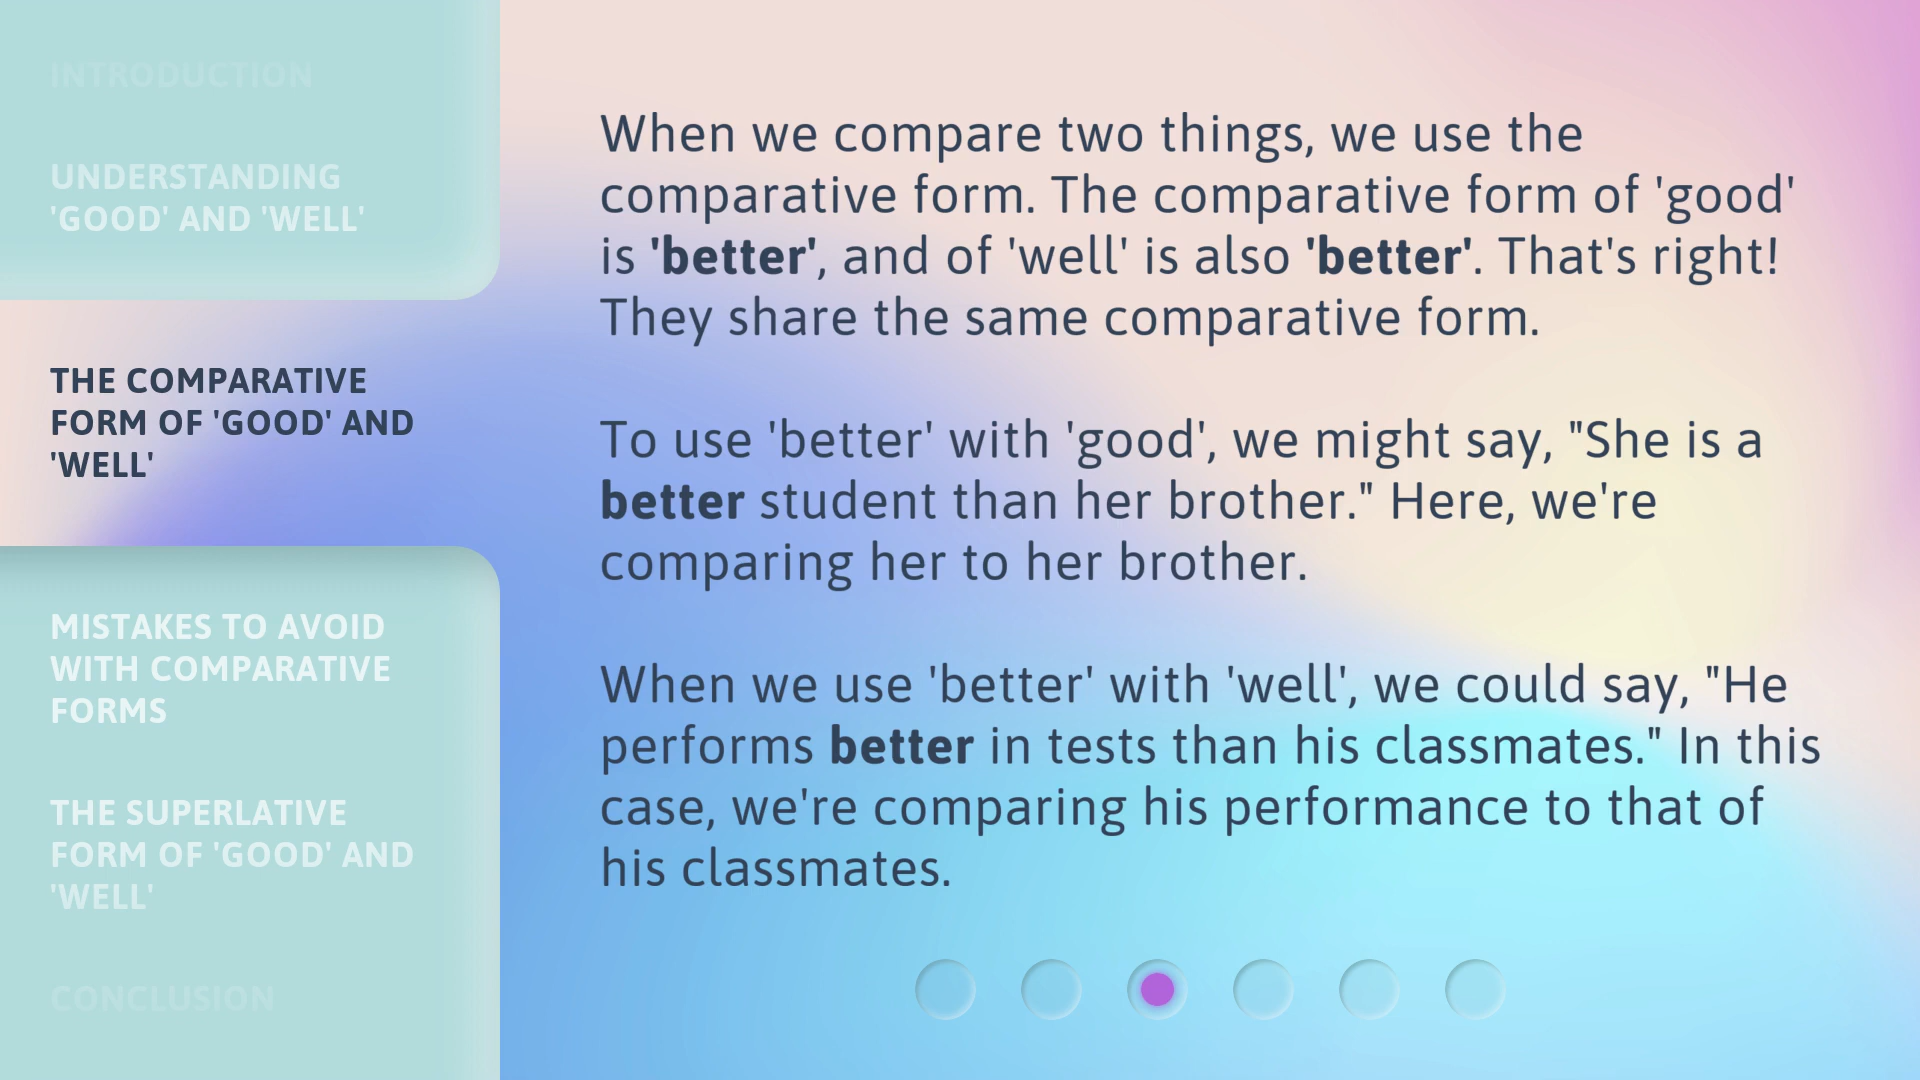 INTRODUCTION
UNDERSTANDING
'GOOD' AND 'WELL'
THE COMPARATIVE
FORM OF 'GOOD' AND
'WELL'
MISTAKES TO AVOID
WITH COMPARATIVE
FORMS
THE SUPERLATIVE
FORM OF 'GOOD' AND
'WELL'
CONCLUSION
When we compare two things, we use the
comparative form. The comparative form of 'good'
is 'better', and of 'well' is also 'better'. That's right!
They share the same comparative form.
To use 'better' with 'good', we might say, "She is a
better student than her brother." Here, we're
comparing her to her brother.
When we use 'better' with 'well', we could say, "He
performs better in tests than his classmates." In this
case, we're comparing his performance to that of
his classmates.